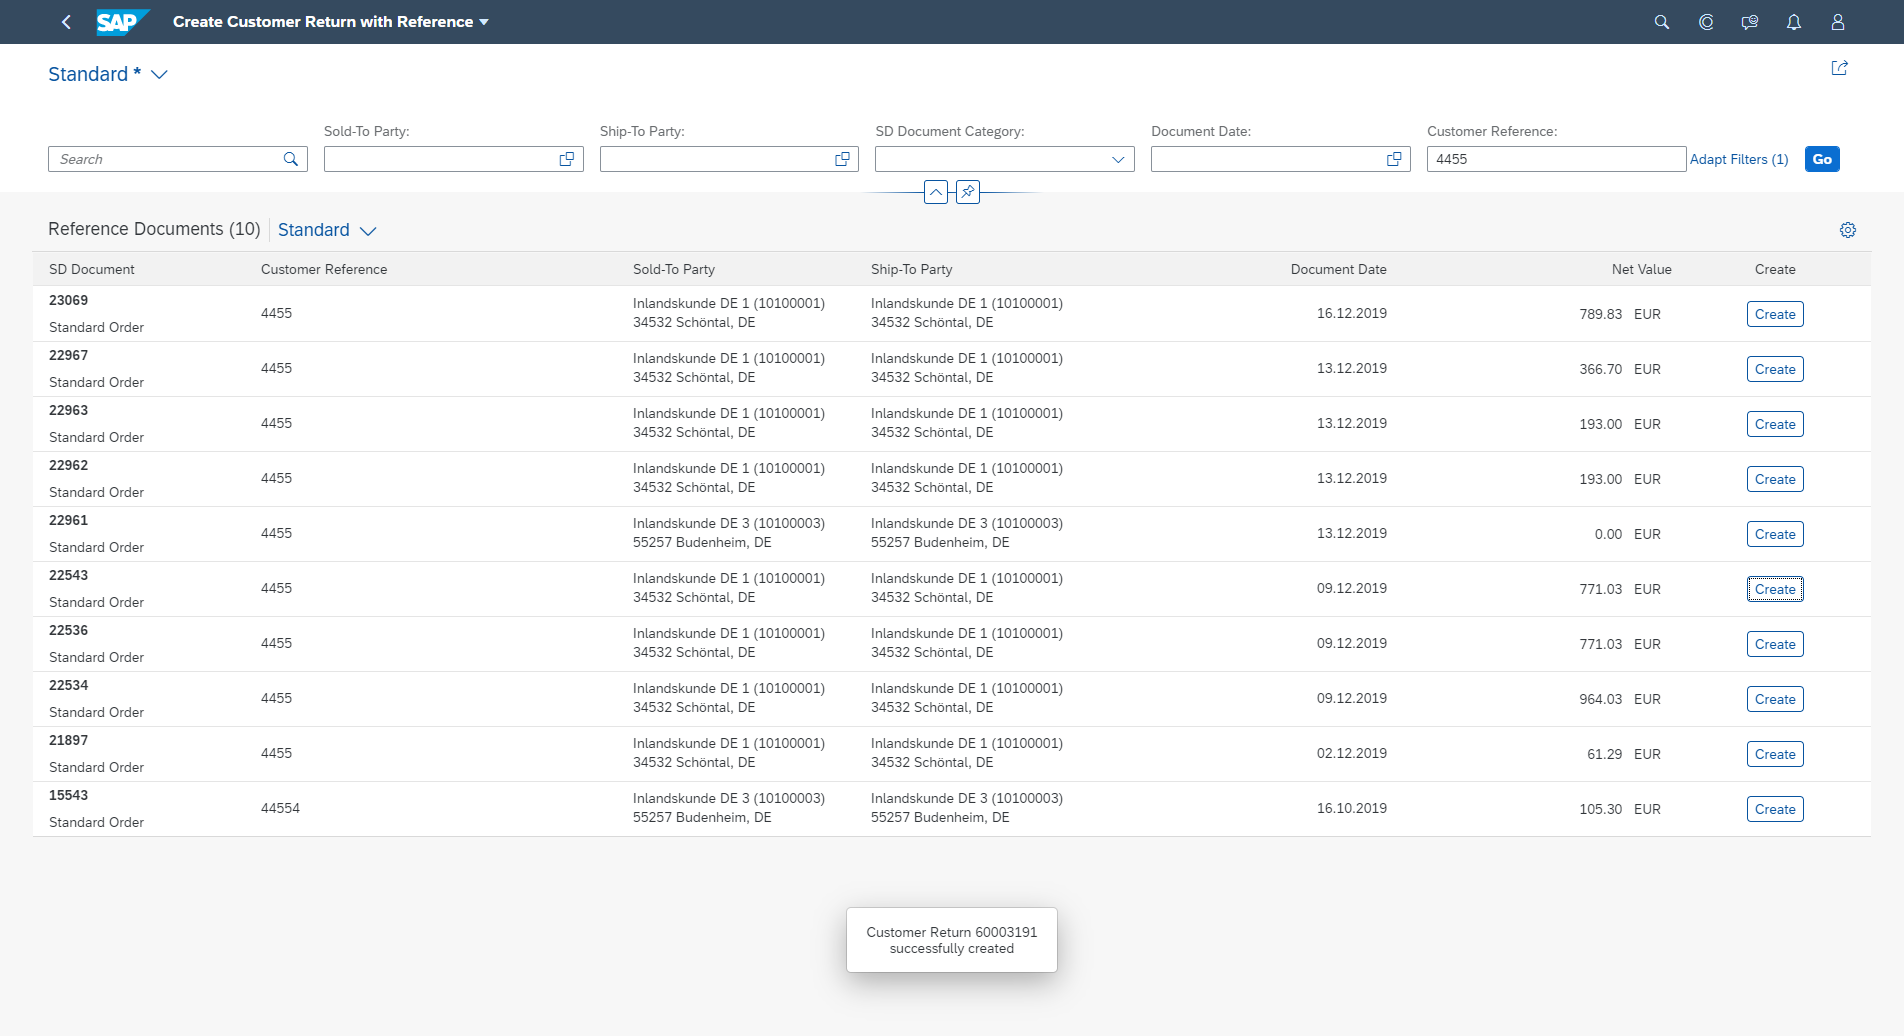 SAP Create Customer Return with Reference
Standard *
Sold-To Party: Ship-To Party: SD Document Category: Document Date: Customer Reference:
Search 4455 Adapt Filters (1) Go
Reference Documents (10) Standard
SD Document Customer Reference Sold-To Party Ship-To Party Document Date Net Value Create
23069
Standard Order
4455
Inlandskunde DE 1 (10100001)
34532 Schöntal, DE
Inlandskunde DE 1 (10100001)
34532 Schöntal, DE
16.12.2019
789.83 EUR
Create
22967
Standard Order
4455
Inlandskunde DE 1 (10100001)
34532 Schöntal, DE
Inlandskunde DE 1 (10100001)
34532 Schöntal, DE
13.12.2019
366.70 EUR
Create
22963
Standard Order
4455
Inlandskunde DE 1 (10100001)
34532 Schöntal, DE
Inlandskunde DE 1 (10100001)
34532 Schöntal, DE
13.12.2019
193.00 EUR
Create
22962
Standard Order
4455
Inlandskunde DE 1 (10100001)
34532 Schöntal, DE
Inlandskunde DE 1 (10100001)
34532 Schöntal, DE
13.12.2019
193.00 EUR
Create
22961
Standard Order
4455
Inlandskunde DE 3 (10100003)
55257 Budenheim, DE
Inlandskunde DE 3 (10100003)
55257 Budenheim, DE
13.12.2019
0.00 EUR
Create
22543
Standard Order
4455
Inlandskunde DE 1 (10100001)
34532 Schöntal, DE
Inlandskunde DE 1 (10100001)
34532 Schöntal, DE
09.12.2019
771.03 EUR
Create
22536
Standard Order
4455
Inlandskunde DE 1 (10100001)
34532 Schöntal, DE
Inlandskunde DE 1 (10100001)
34532 Schöntal, DE
09.12.2019
771.03 EUR
Create
22534
Standard Order
4455
Inlandskunde DE 1 (10100001)
34532 Schöntal, DE
Inlandskunde DE 1 (10100001)
34532 Schöntal, DE
09.12.2019
964.03 EUR
Create
21897
Standard Order
4455
Inlandskunde DE 1 (10100001)
34532 Schöntal, DE
Inlandskunde DE 1 (10100001)
34532 Schöntal, DE
02.12.2019
61.29 EUR
Create
15543
Standard Order
44554
Inlandskunde DE 3 (10100003)
55257 Budenheim, DE
Inlandskunde DE 3 (10100003)
55257 Budenheim, DE
16.10.2019
105.30 EUR
Create
Customer Return 60003191
successfully created